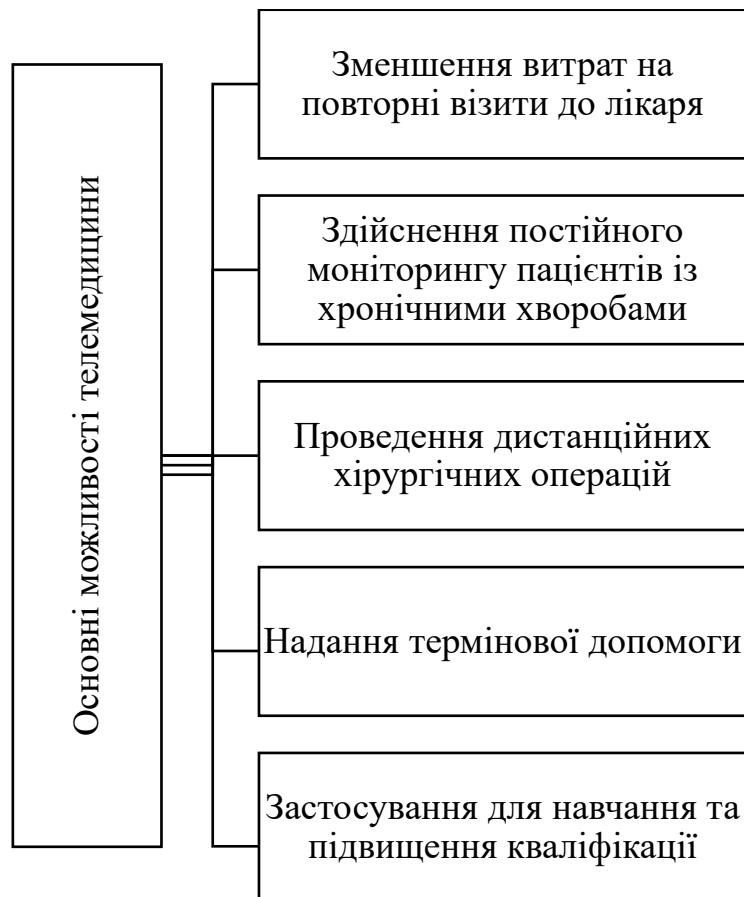 Основні можливості телемедицини
Зменшення витрат на
повторні візити до лікаря
Здійснення постійного
моніторингу пацієнтів із
хронічними хворобами
Проведення дистанційних
хірургічних операцій
Надання термінової допомоги
Застосування для навчання та
підвищення кваліфікації